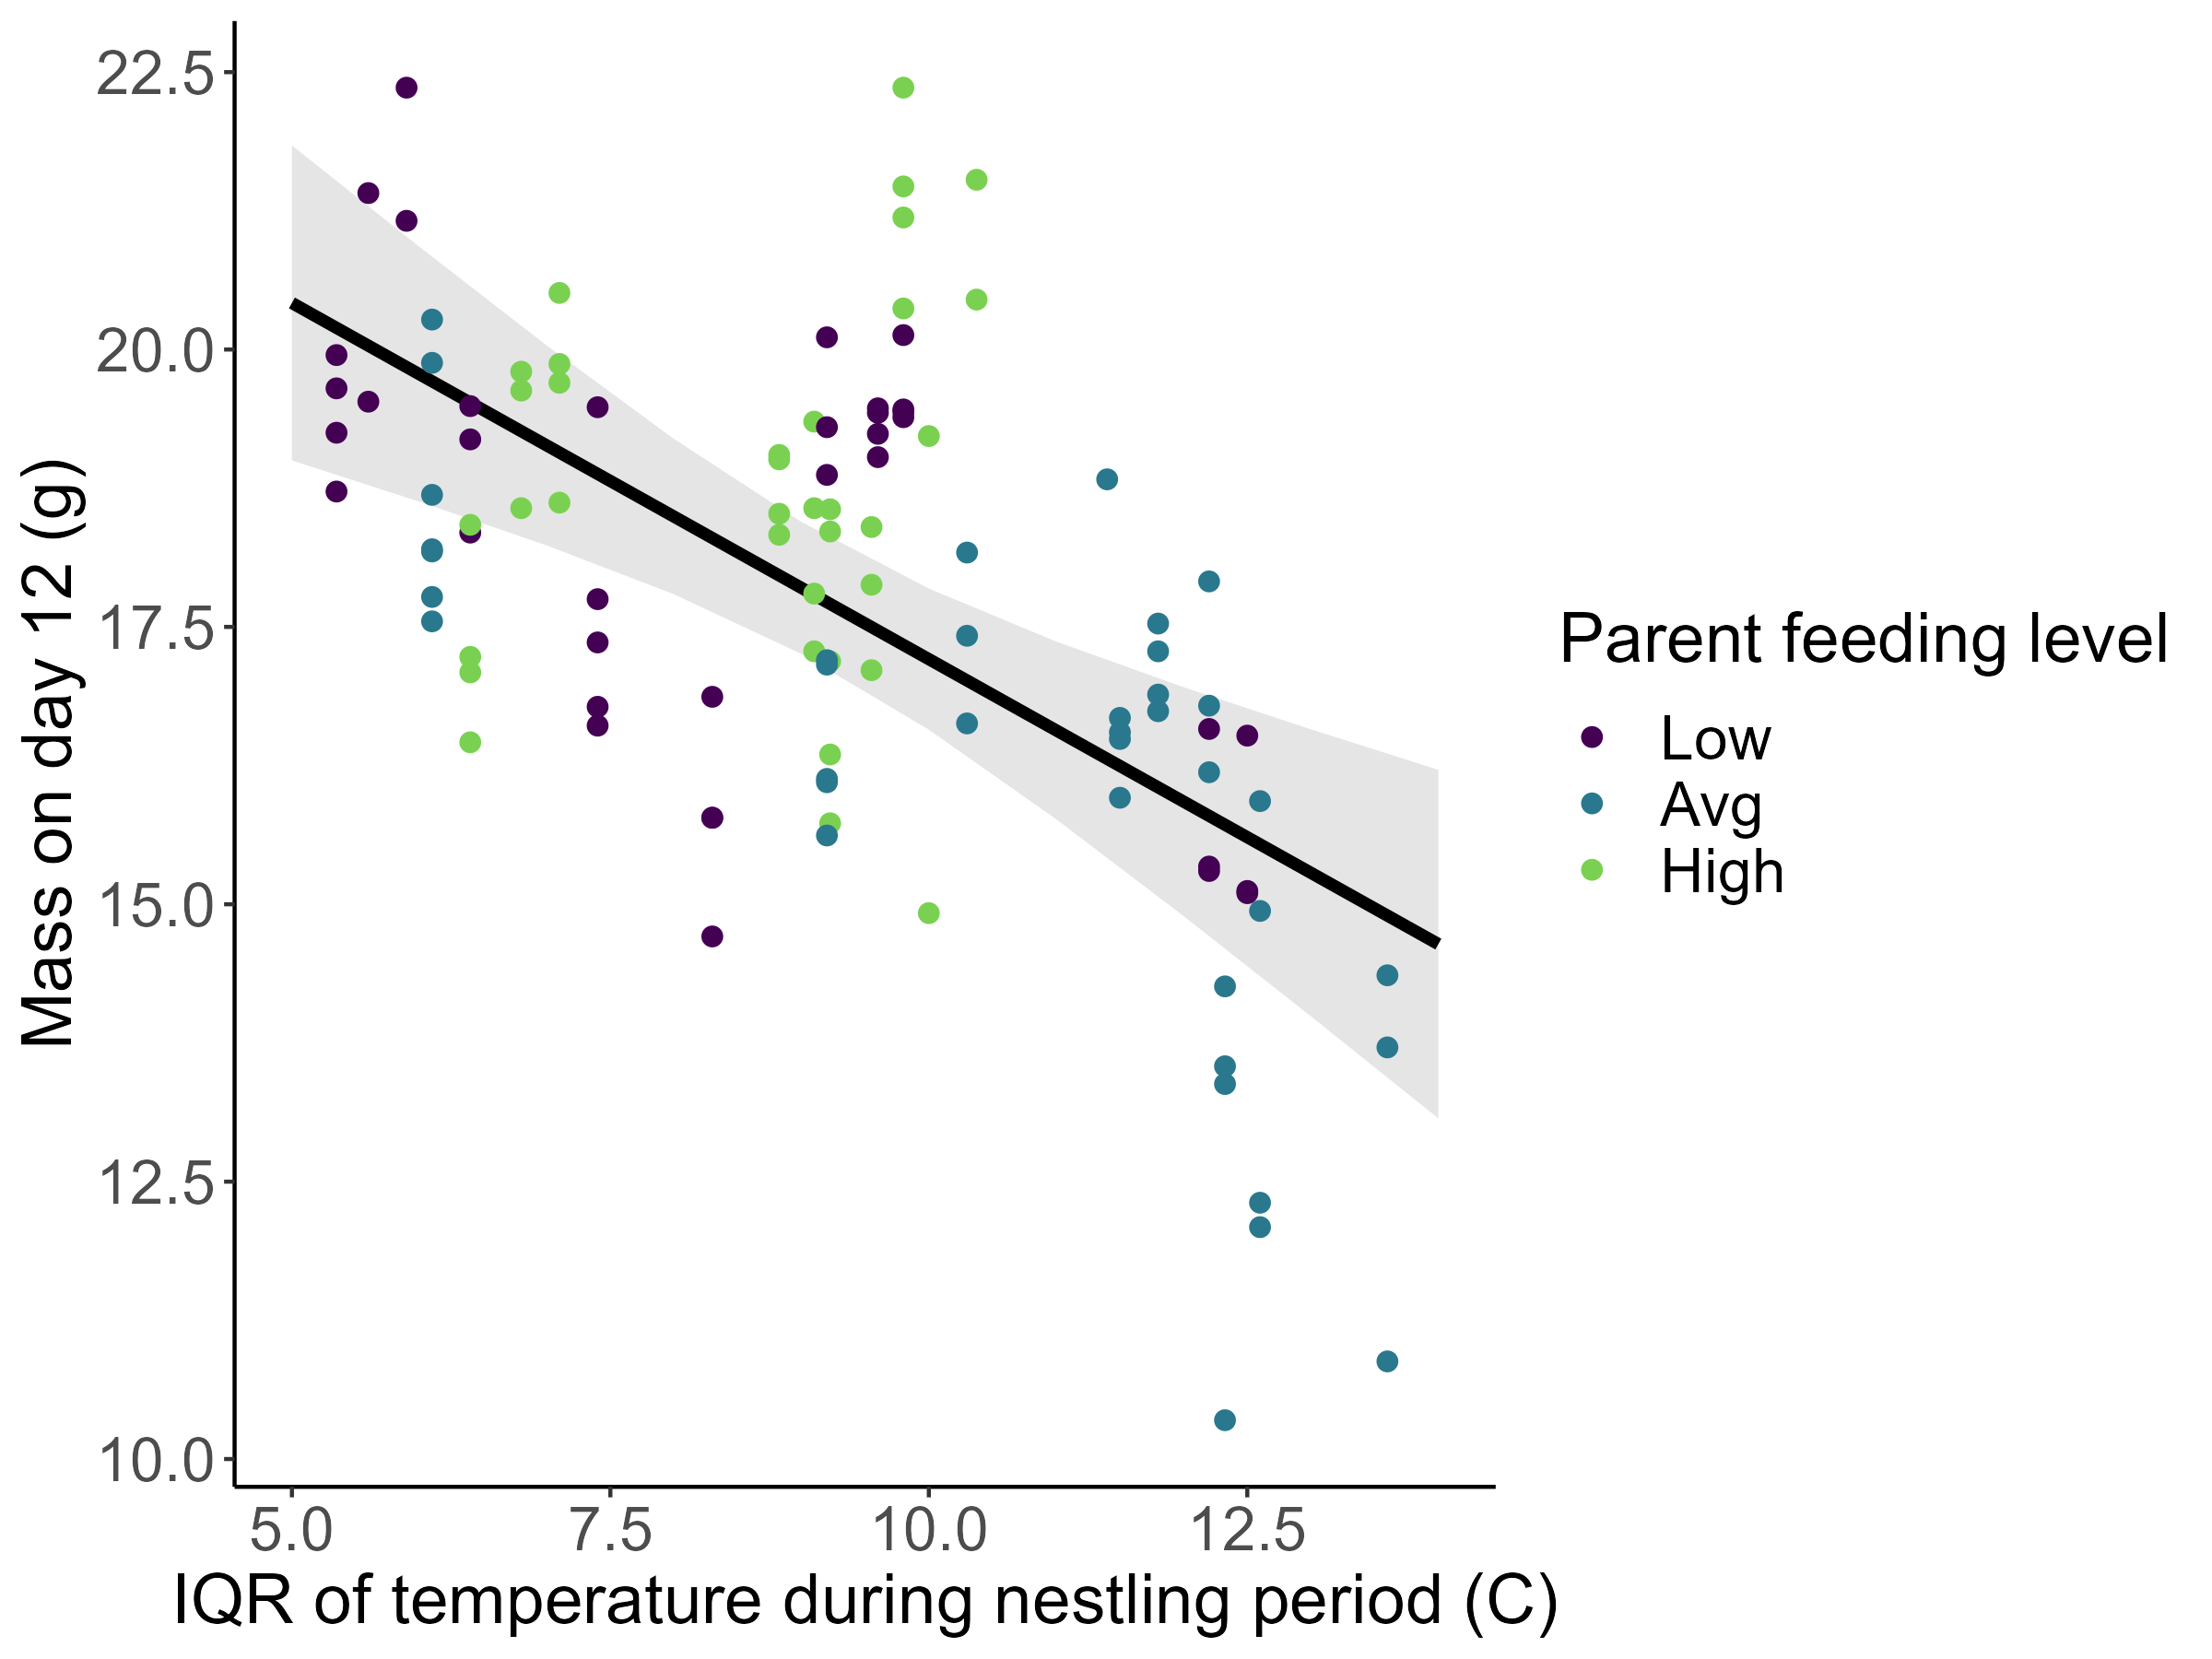 Mass on day 12 (g)
22.5
20.0
17.5
15.0
12.5
10.0
5.0 7.5 10.0 12.5
IQR of temperature during nestling period (C)
Parent feeding level
Low
Avg
High